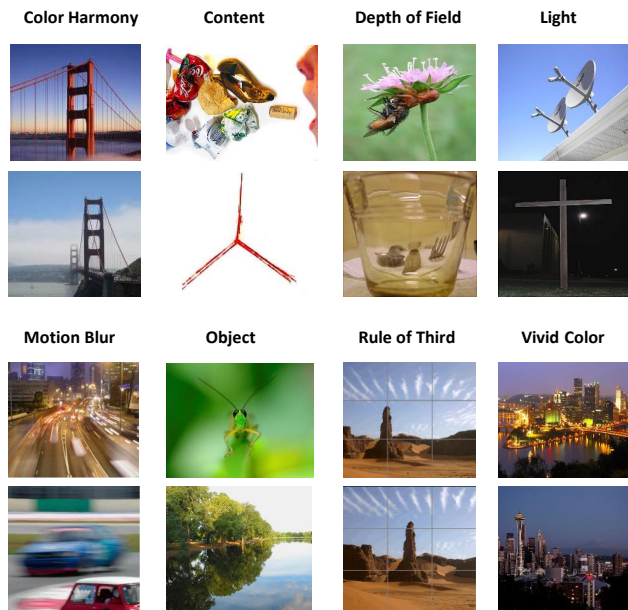 Color Harmony
Content
Depth of Field
Light
Motion Blur
Object
Rule of Third
Vivid Color